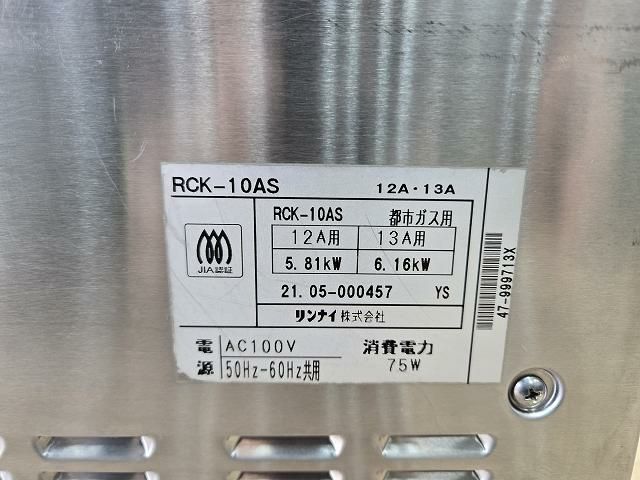 RCK-10AS 12A・13A
RCK-10AS 都市ガス用
12A用 13A用
5.81kW 6.16kW
JIA認証
21.05-000457 YS
リンナイ株式会社
47-999713X
電源 AC100V 消費電力
50Hz-60Hz共用 75W